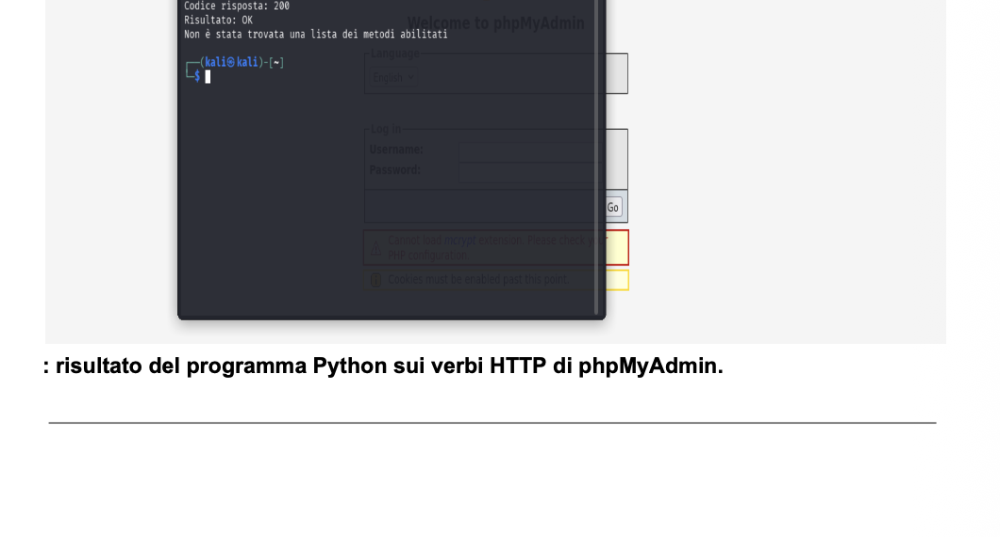 Codice risposta: 200
Risultato: OK
Welcome to phpMyAdmin
Non è stata trovata una lista dei metodi abilitati
Language
(kali㉿kali)-[~]
$
English
Log in
Username:
Password:
Go
Cannot load mcrypt extension. Please check your
PHP configuration.
Cookies must be enabled past this point.
: risultato del programma Python sui verbi HTTP di phpMyAdmin.